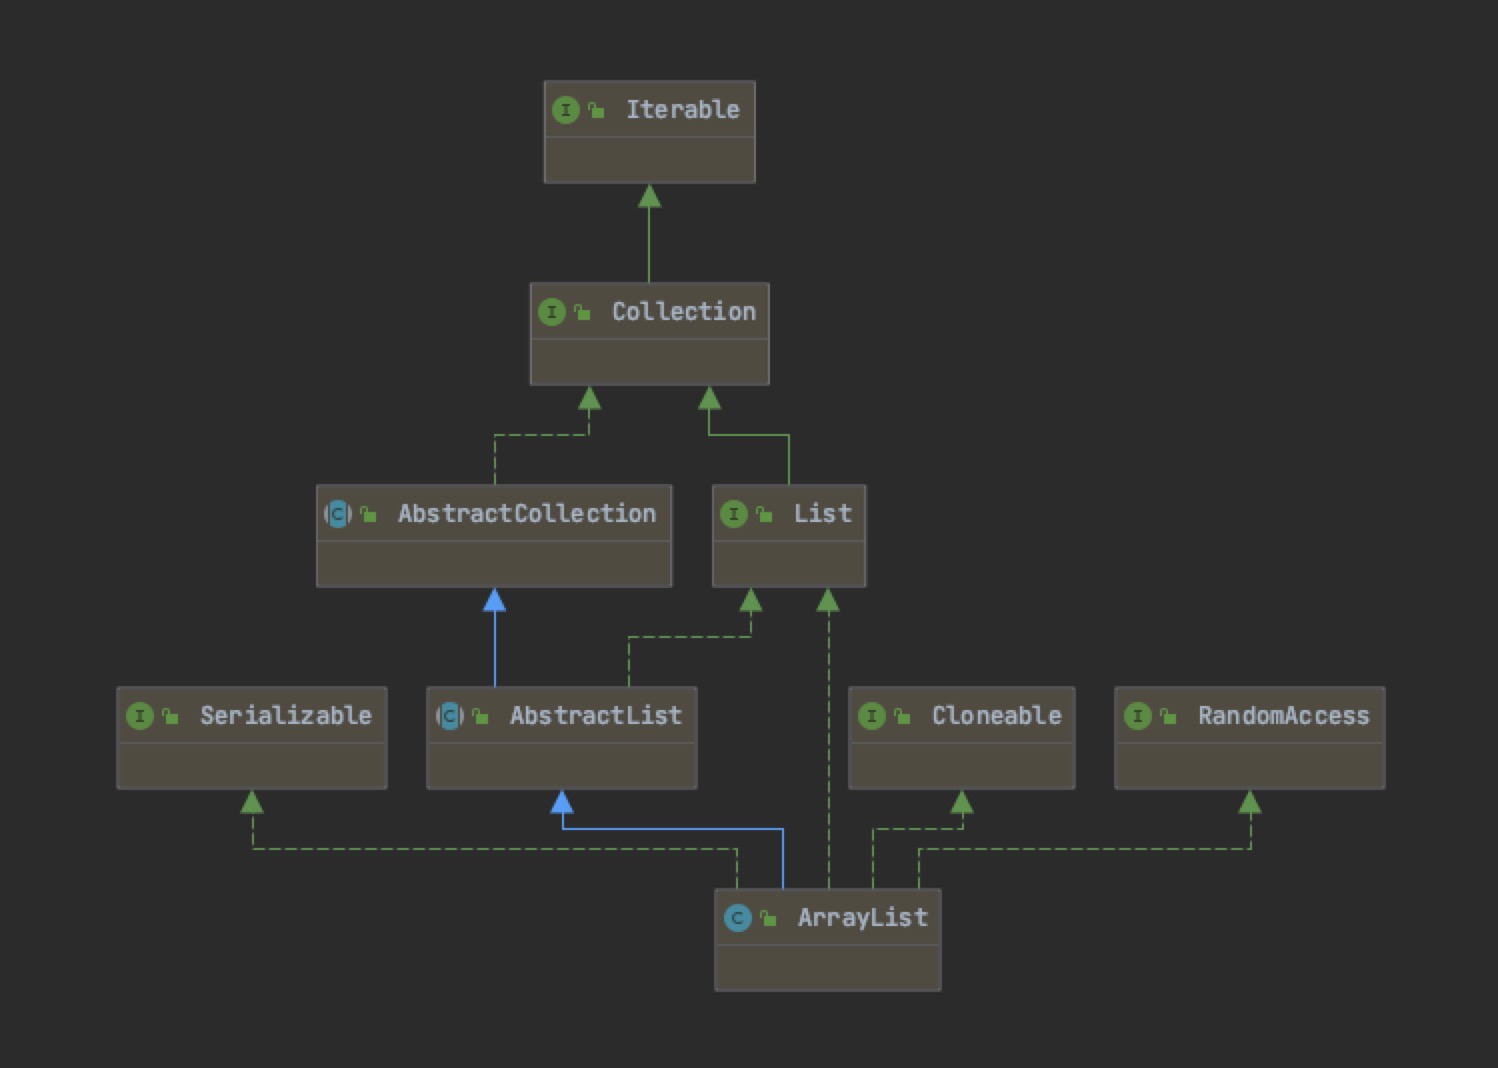 I Iterable
I Collection
C AbstractCollection
I List
I Serializable
C AbstractList
I Cloneable
I RandomAccess
C ArrayList